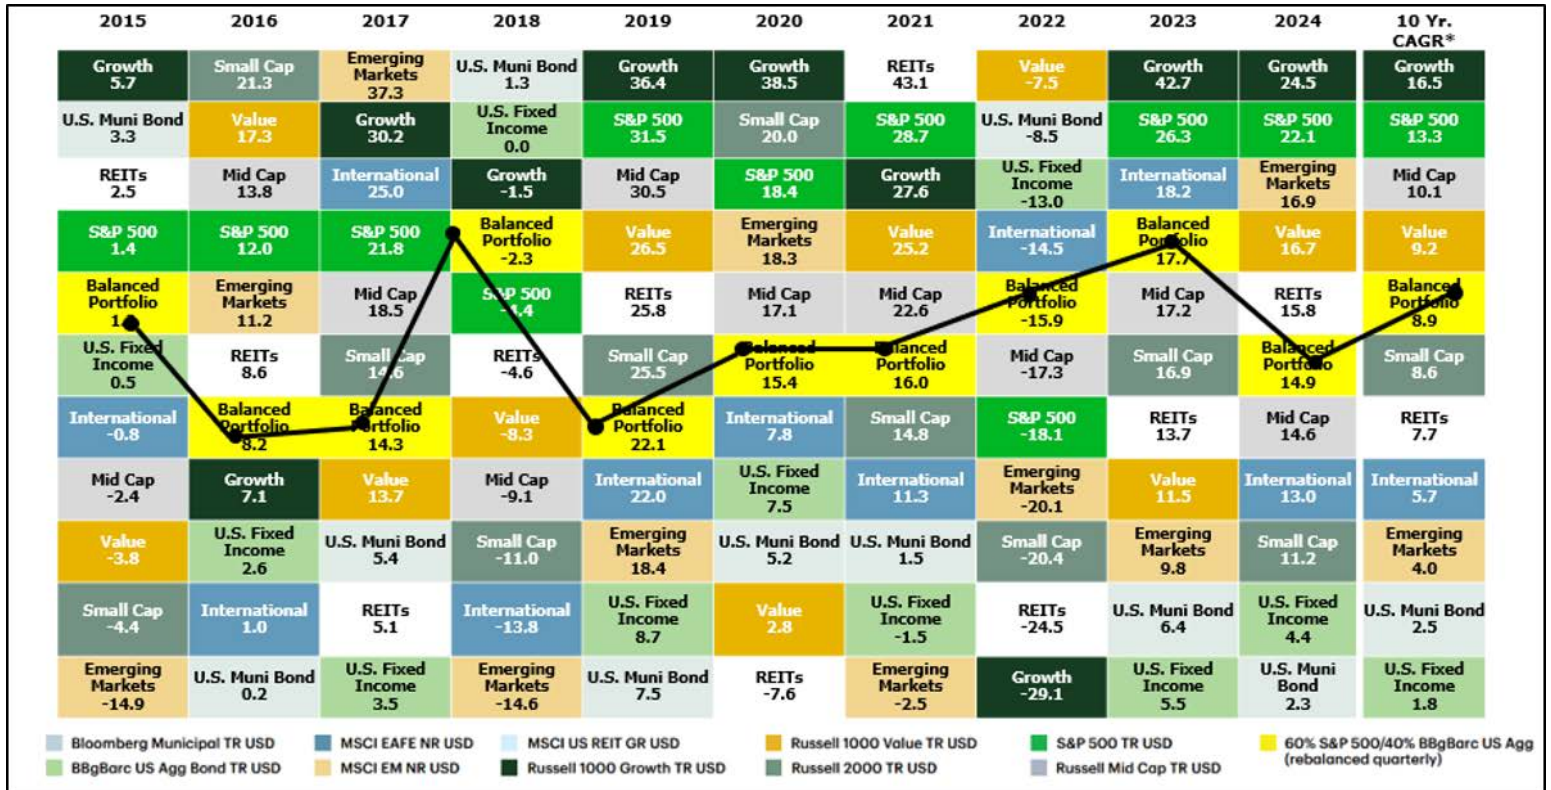 2015
2016
2017
2018
2019
2020
2021
2022
2023
2024
10 Yr.
CAGR*
Growth
5.7
Small Cap
21.3
Emerging
Markets
37.3
U.S. Muni Bond
1.3
Growth
36.4
Growth
38.5
REITs
43.1
Value
-7.5
Growth
42.7
Growth
24.5
Growth
16.5
U.S. Muni Bond
3.3
Value
17.3
Growth
30.2
U.S. Fixed
Income
0.0
S&P 500
31.5
Small Cap
20.0
S&P 500
28.7
U.S. Muni Bond
-8.5
S&P 500
26.3
S&P 500
22.1
S&P 500
13.3
REITs
2.5
Mid Cap
13.8
International
25.0
Growth
-1.5
Mid Cap
30.5
S&P 500
18.4
Growth
27.6
U.S. Fixed
Income
-13.0
International
18.2
Emerging
Markets
16.9
Mid Cap
10.1
S&P 500
1.4
S&P 500
12.0
S&P 500
21.8
Balanced
Portfolio
-2.3
Value
26.5
Emerging
Markets
18.3
Value
25.2
International
-14.5
Balanced
Portfolio
17.7
Value
16.7
Value
9.2
Balanced
Portfolio
Emerging
Markets
11.2
Mid Cap
18.5
S&P 500
-4.4
REITs
25.8
Mid Cap
17.1
Mid Cap
22.6
Balanced
Portfolio
-15.9
Mid Cap
17.2
REITs
15.8
Balanced
Portfolio
8.9
U.S. Fixed
Income
0.5
REITs
8.6
Small Cap
14.6
REITs
-4.6
Small Cap
25.5
Balanced
Portfolio
15.4
Balanced
Portfolio
16.0
Mid Cap
-17.3
Small Cap
16.9
Balanced
Portfolio
14.9
Small Cap
8.6
International
-0.8
Balanced
Portfolio
8.2
Balanced
Portfolio
14.3
Value
-8.3
Balanced
Portfolio
22.1
International
7.8
Small Cap
14.8
S&P 500
-18.1
REITs
13.7
Mid Cap
14.6
REITs
7.7
Mid Cap
-2.4
Growth
7.1
Value
13.7
Mid Cap
-9.1
International
22.0
U.S. Fixed
Income
7.5
International
11.3
Emerging
Markets
-20.1
Value
11.5
International
13.0
International
5.7
Value
-3.8
U.S. Fixed
Income
2.6
U.S. Muni Bond
5.4
Small Cap
-11.0
Emerging
Markets
18.4
U.S. Muni Bond
5.2
U.S. Muni Bond
1.5
Small Cap
-20.4
Emerging
Markets
9.8
Small Cap
11.2
Emerging
Markets
4.0
Small Cap
-4.4
International
1.0
REITs
5.1
International
-13.8
U.S. Fixed
Income
8.7
Value
2.8
U.S. Fixed
Income
-1.5
REITs
-24.5
U.S. Muni Bond
6.4
U.S. Fixed
Income
4.4
U.S. Muni Bond
2.5
Emerging
Markets
-14.9
U.S. Muni Bond
0.2
U.S. Fixed
Income
3.5
Emerging
Markets
-14.6
U.S. Muni Bond
7.5
REITs
-7.6
Emerging
Markets
-2.5
Growth
-29.1
U.S. Fixed
Income
5.5
U.S. Muni
Bond
2.3
U.S. Fixed
Income
1.8
Bloomberg Municipal TR USD
MSCI EAFE NR USD
MSCI US REIT GR USD
Russell 1000 Value TR USD
S&P 500 TR USD
60% S&P 500/40% BBgBarc US Agg
(rebalanced quarterly)
BBgBarc US Agg Bond TR USD
MSCI EM NR USD
Russell 1000 Growth TR USD
Russell 2000 TR USD
Russell Mid Cap TR USD